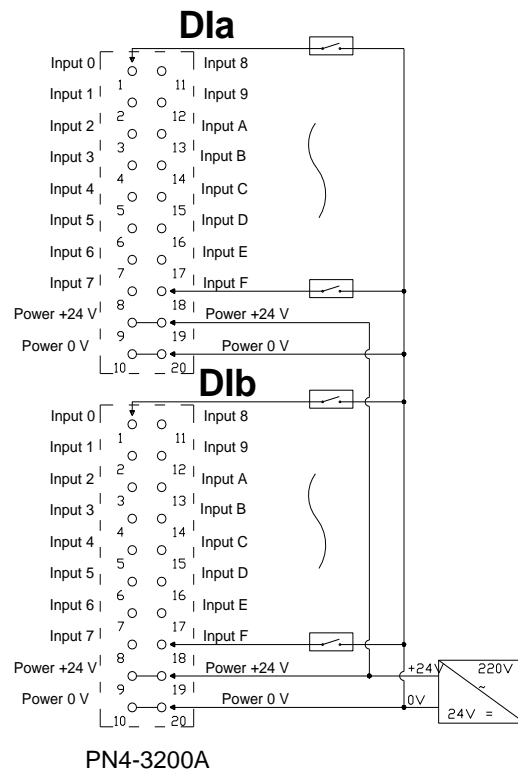 DIa
Input 0 Input 8
1 11
Input 1 Input 9
2 12
Input 2 Input A
3 13
Input 3 Input B
4 14
Input 4 Input C
5 15
Input 5 Input D
6 16
Input 6 Input E
7 17
Input 7 Input F
8 18
Power +24 V Power +24 V
9 19
Power 0 V Power 0 V
10 20
DIb
Input 0 Input 8
1 11
Input 1 Input 9
2 12
Input 2 Input A
3 13
Input 3 Input B
4 14
Input 4 Input C
5 15
Input 5 Input D
6 16
Input 6 Input E
7 17
Input 7 Input F
8 18
Power +24 V Power +24 V +24V 220V
~
9 19
Power 0 V Power 0 V 0V
24V =
10 20
PN4-3200A